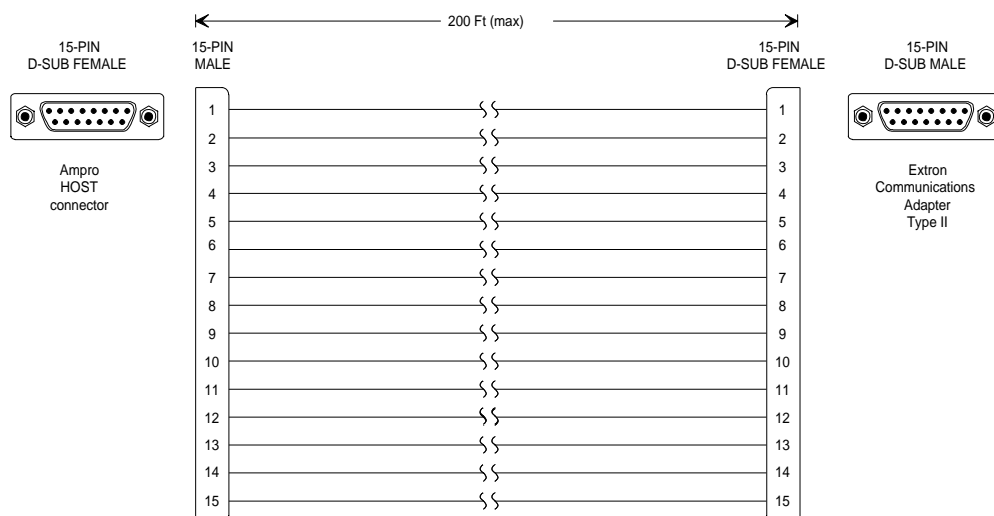 200 Ft (max)
15-PIN
D-SUB FEMALE
15-PIN
MALE
15-PIN
D-SUB FEMALE
15-PIN
D-SUB MALE
Ampro
HOST
connector
Extron
Communications
Adapter
Type II
1 1
2 2
3 3
4 4
5 5
6 6
7 7
8 8
9 9
10 10
11 11
12 12
13 13
14 14
15 15